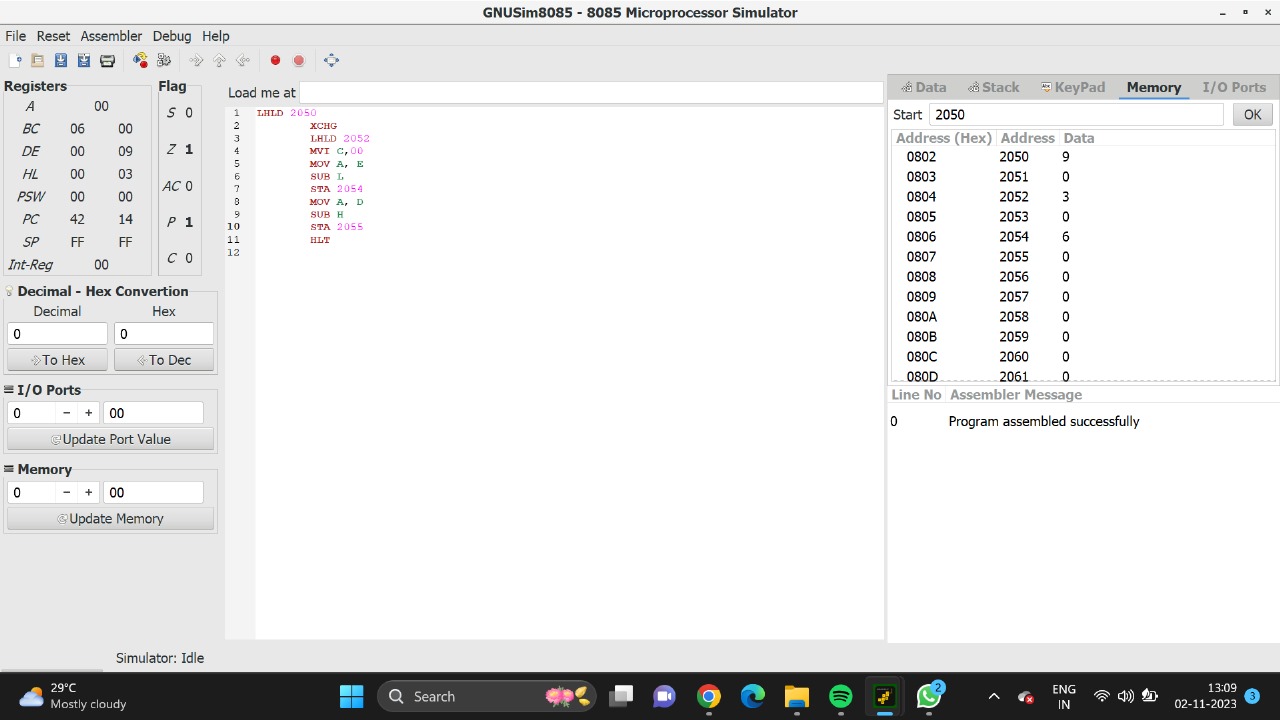 GNUSim8085 - 8085 Microprocessor Simulator
File Reset Assembler Debug Help
Registers
A 00
BC 06 00
DE 00 09
HL 00 03
PSW 00 00
PC 42 14
SP FF FF
Int-Reg 00
Flag
S 0
Z 1
AC 0
P 1
C 0
Decimal - Hex Convertion
Decimal Hex
0 0
To Hex To Dec
I/O Ports
0 − + 00
Update Port Value
Memory
0 − + 00
Update Memory
Load me at
1 LHLD 2050
2 XCHG
3 LHLD 2052
4 MVI C,00
5 MOV A, E
6 SUB L
7 STA 2054
8 MOV A, D
9 SUB H
10 STA 2055
11 HLT
12
Data Stack KeyPad Memory I/O Ports
Start 2050 OK
Address (Hex) Address Data
0802 2050 9
0803 2051 0
0804 2052 3
0805 2053 0
0806 2054 6
0807 2055 0
0808 2056 0
0809 2057 0
080A 2058 0
080B 2059 0
080C 2060 0
080D 2061 0
Line No Assembler Message
0 Program assembled successfully
Simulator: Idle
29°C
Mostly cloudy
Search
2
ENG
IN
13:09
02-11-2023
3